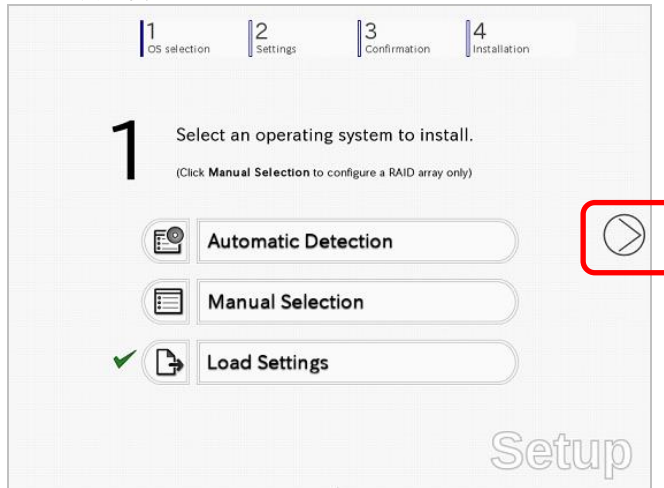 1 2 3 4
OS selection Settings Confirmation Installation
1 Select an operating system to install.
(Click Manual Selection to configure a RAID array only)
Automatic Detection
Manual Selection
Load Settings
Setup